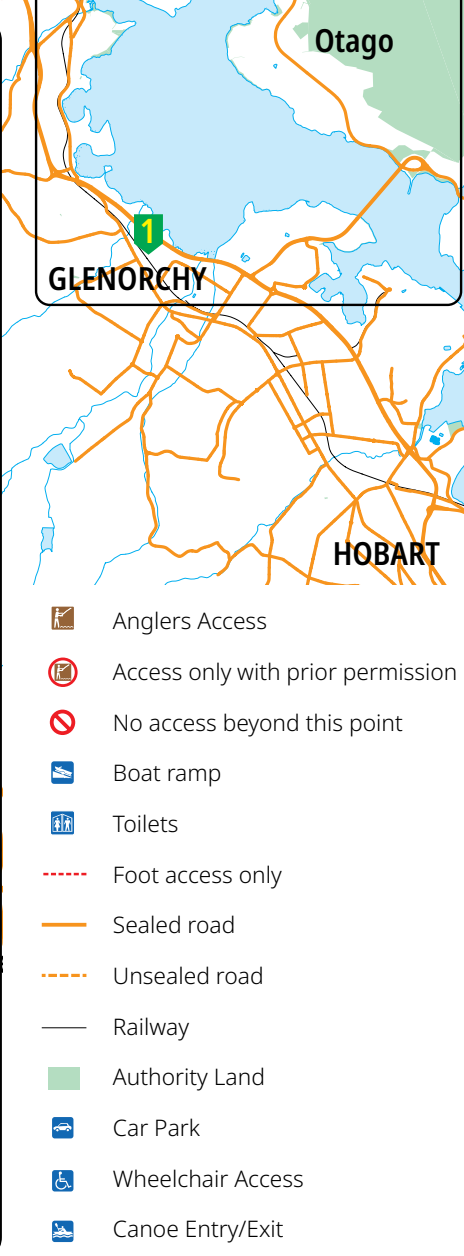 Otago
1
GLENORCHY
HOBART
Anglers Access
Access only with prior permission
No access beyond this point
Boat ramp
Toilets
Foot access only
Sealed road
Unsealed road
Railway
Authority Land
Car Park
Wheelchair Access
Canoe Entry/Exit